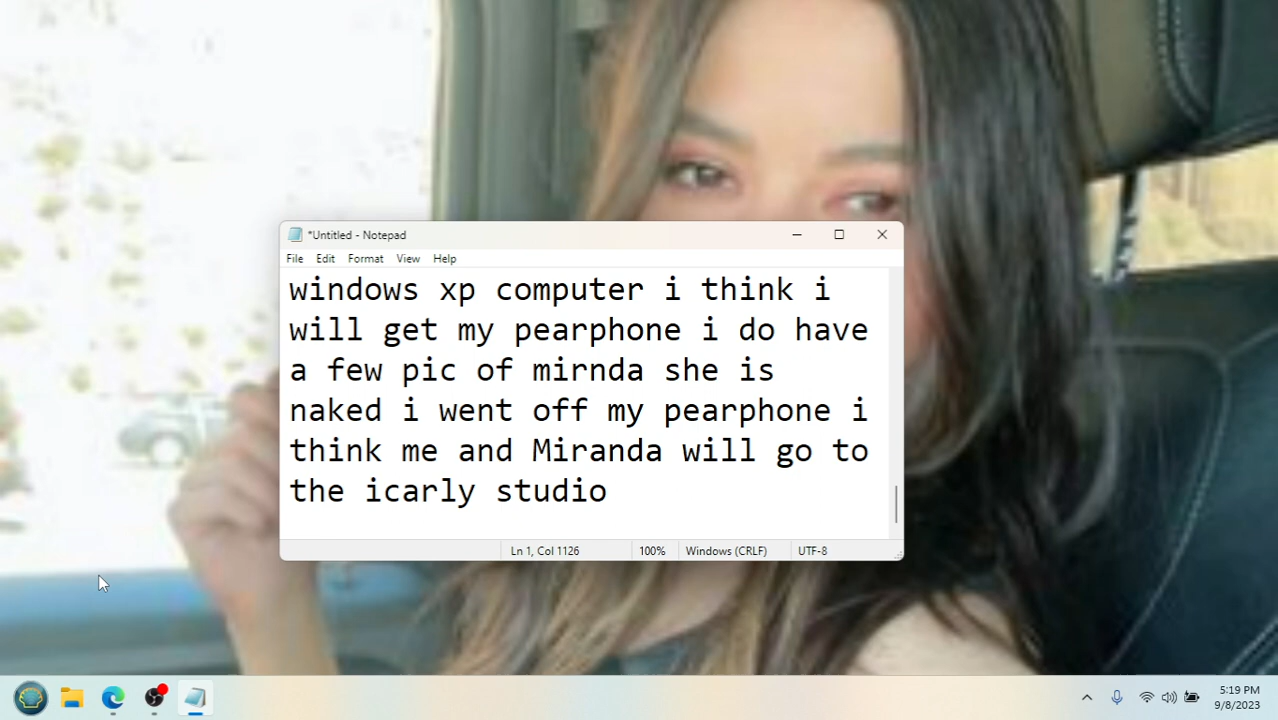 *Untitled - Notepad
File Edit Format View Help
windows xp computer i think i
will get my pearphone i do have
a few pic of mirnda she is
naked i went off my pearphone i
think me and Miranda will go to
the icarly studio
Ln 1, Col 1126 100% Windows (CRLF) UTF-8
5:19 PM
9/8/2023